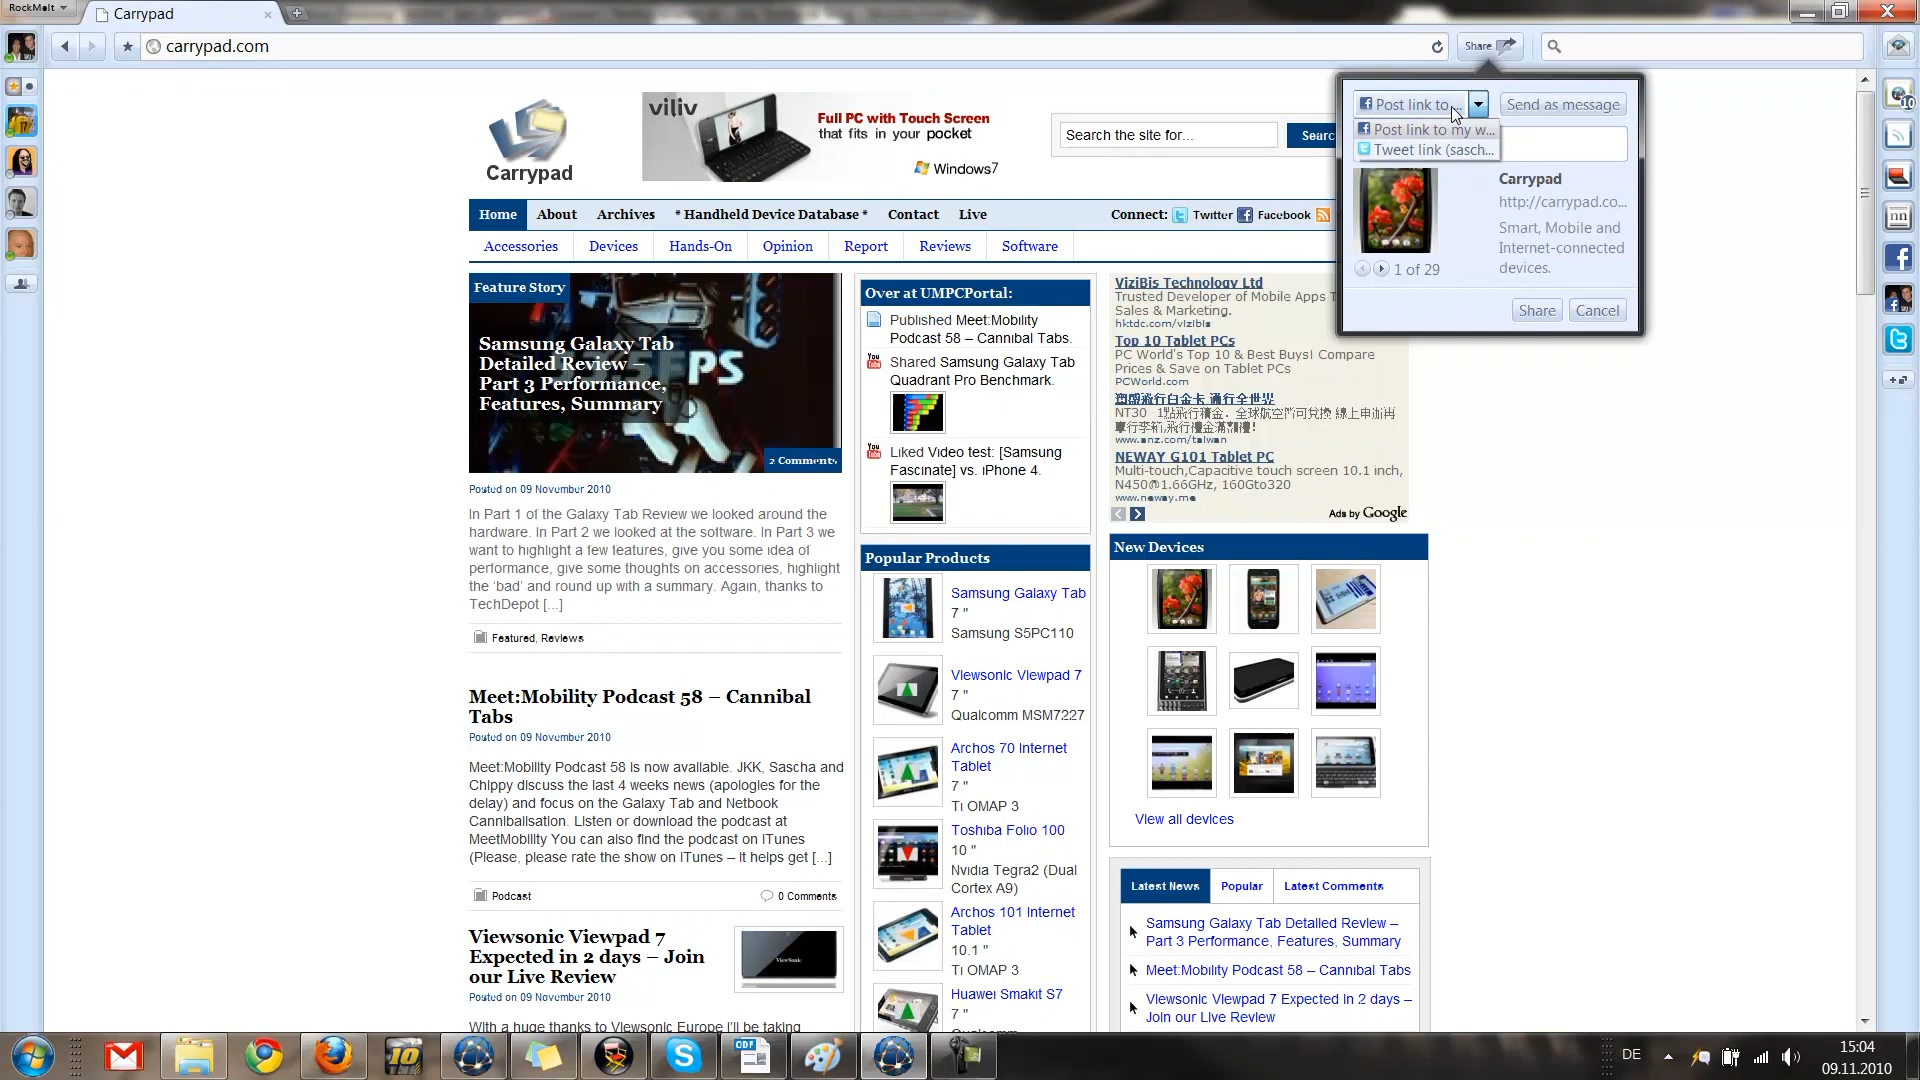 RockMelt
Carrypad
carrypad.com
Share
Post link to ...
Send as message
Post link to my w...
Tweet link (sasch...
Carrypad
http://carrypad.co...
Smart, Mobile and
Internet-connected
devices.
1 of 29
Share
Cancel
10
nn
Carrypad
viliv
Full PC with Touch Screen
that fits in your pocket
Windows7
Search the site for...
Searc
Home
About
Archives
* Handheld Device Database *
Contact
Live
Connect:
Twitter
Facebook
Accessories
Devices
Hands-On
Opinion
Report
Reviews
Software
Feature Story
Samsung Galaxy Tab
Detailed Review –
Part 3 Performance,
Features, Summary
2 Comments
Posted on 09 November 2010
In Part 1 of the Galaxy Tab Review we looked around the
hardware. In Part 2 we looked at the software. In Part 3 we
want to highlight a few features, give you some idea of
performance, give some thoughts on accessories, highlight
the ‘bad’ and round up with a summary. Again, thanks to
TechDepot [...]
Featured, Reviews
Meet:Mobility Podcast 58 – Cannibal
Tabs
Posted on 09 November 2010
Meet:Mobility Podcast 58 is now available. JKK, Sascha and
Chippy discuss the last 4 weeks news (apologies for the
delay) and focus on the Galaxy Tab and Netbook
Cannibalisation. Listen or download the podcast at
MeetMobility You can also find the podcast on iTunes
(Please, please rate the show on iTunes – it helps get [...]
Podcast
0 Comments
Viewsonic Viewpad 7
Expected in 2 days – Join
our Live Review
Posted on 09 November 2010
With a huge thanks to Viewsonic Europe I'll be taking
Over at UMPCPortal:
Published Meet:Mobility
Podcast 58 – Cannibal Tabs.
Shared Samsung Galaxy Tab
Quadrant Pro Benchmark.
Liked Video test: [Samsung
Fascinate] vs. iPhone 4.
Popular Products
Samsung Galaxy Tab
7 "
Samsung S5PC110
Viewsonic Viewpad 7
7 "
Qualcomm MSM7227
Archos 70 Internet
Tablet
7 "
Ti OMAP 3
Toshiba Folio 100
10 "
Nvidia Tegra2 (Dual
Cortex A9)
Archos 101 Internet
Tablet
10.1 "
Ti OMAP 3
Huawei Smakit S7
7 "
ViziBis Technology Ltd
Trusted Developer of Mobile Apps T
Sales & Marketing.
hktdc.com/vizibis
Top 10 Tablet PCs
PC World's Top 10 & Best Buys! Compare
Prices & Save on Tablet PCs
PCWorld.com
www.anz.com/taiwan
NEWAY G101 Tablet PC
Multi-touch,Capacitive touch screen 10.1 inch,
N450@1.66GHz, 160Gto320
www.neway.me
Ads by Google
New Devices
View all devices
Latest News
Popular
Latest Comments
Samsung Galaxy Tab Detailed Review –
Part 3 Performance, Features, Summary
Meet:Mobility Podcast 58 – Cannibal Tabs
Viewsonic Viewpad 7 Expected in 2 days –
Join our Live Review
10
ODF
DE
15:04
09.11.2010